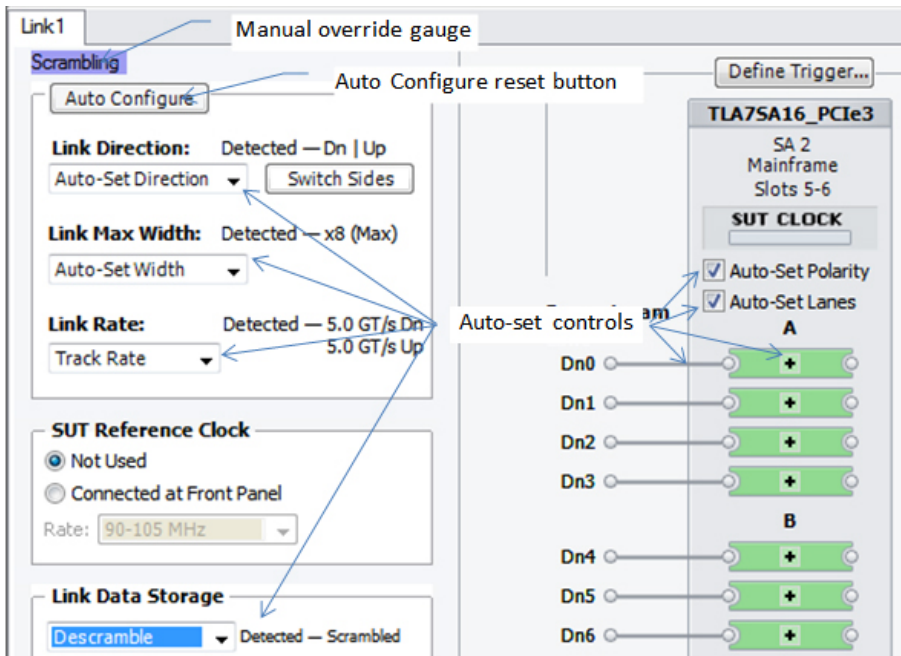 Link1
Manual override gauge
Scrambling
Auto Configure reset button
Auto Configure
Define Trigger...
TLA7SA16_PCIe3
Link Direction: Detected — Dn | Up
SA 2
Mainframe
Slots 5-6
Auto-Set Direction
Switch Sides
SUT CLOCK
Link Max Width: Detected — x8 (Max)
Auto-Set Width
Auto-Set Polarity
Auto-Set Lanes
Link Rate: Detected — 5.0 GT/s Dn
5.0 GT/s Up
Track Rate
Auto-set controls
am
A
Dn0 +
Dn1 +
Dn2 +
Dn3 +
SUT Reference Clock
Not Used
Connected at Front Panel
Rate: 90-105 MHz
B
Dn4 +
Dn5 +
Dn6 +
Link Data Storage
Descramble
Detected — Scrambled